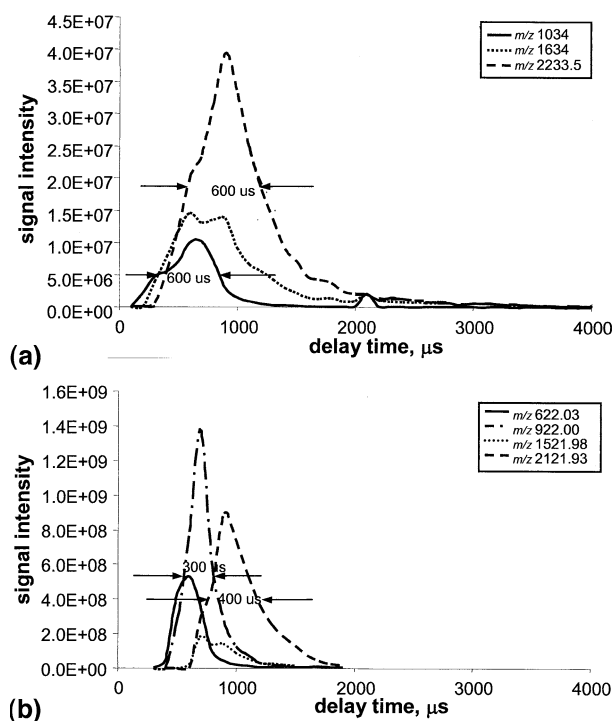 4.5E+07
4.0E+07
3.5E+07
3.0E+07
2.5E+07
2.0E+07
1.5E+07
1.0E+07
5.0E+06
0.0E+00
signal intensity
m/z 1034
m/z 1634
m/z 2233.5
600 us
600 us
0 1000 2000 3000 4000
delay time, μs
(a)
1.6E+09
1.4E+09
1.2E+09
1.0E+09
8.0E+08
6.0E+08
4.0E+08
2.0E+08
0.0E+00
signal intensity
m/z 622.03
m/z 922.00
m/z 1521.98
m/z 2121.93
300 us
400 us
0 1000 2000 3000 4000
delay time, μs
(b)